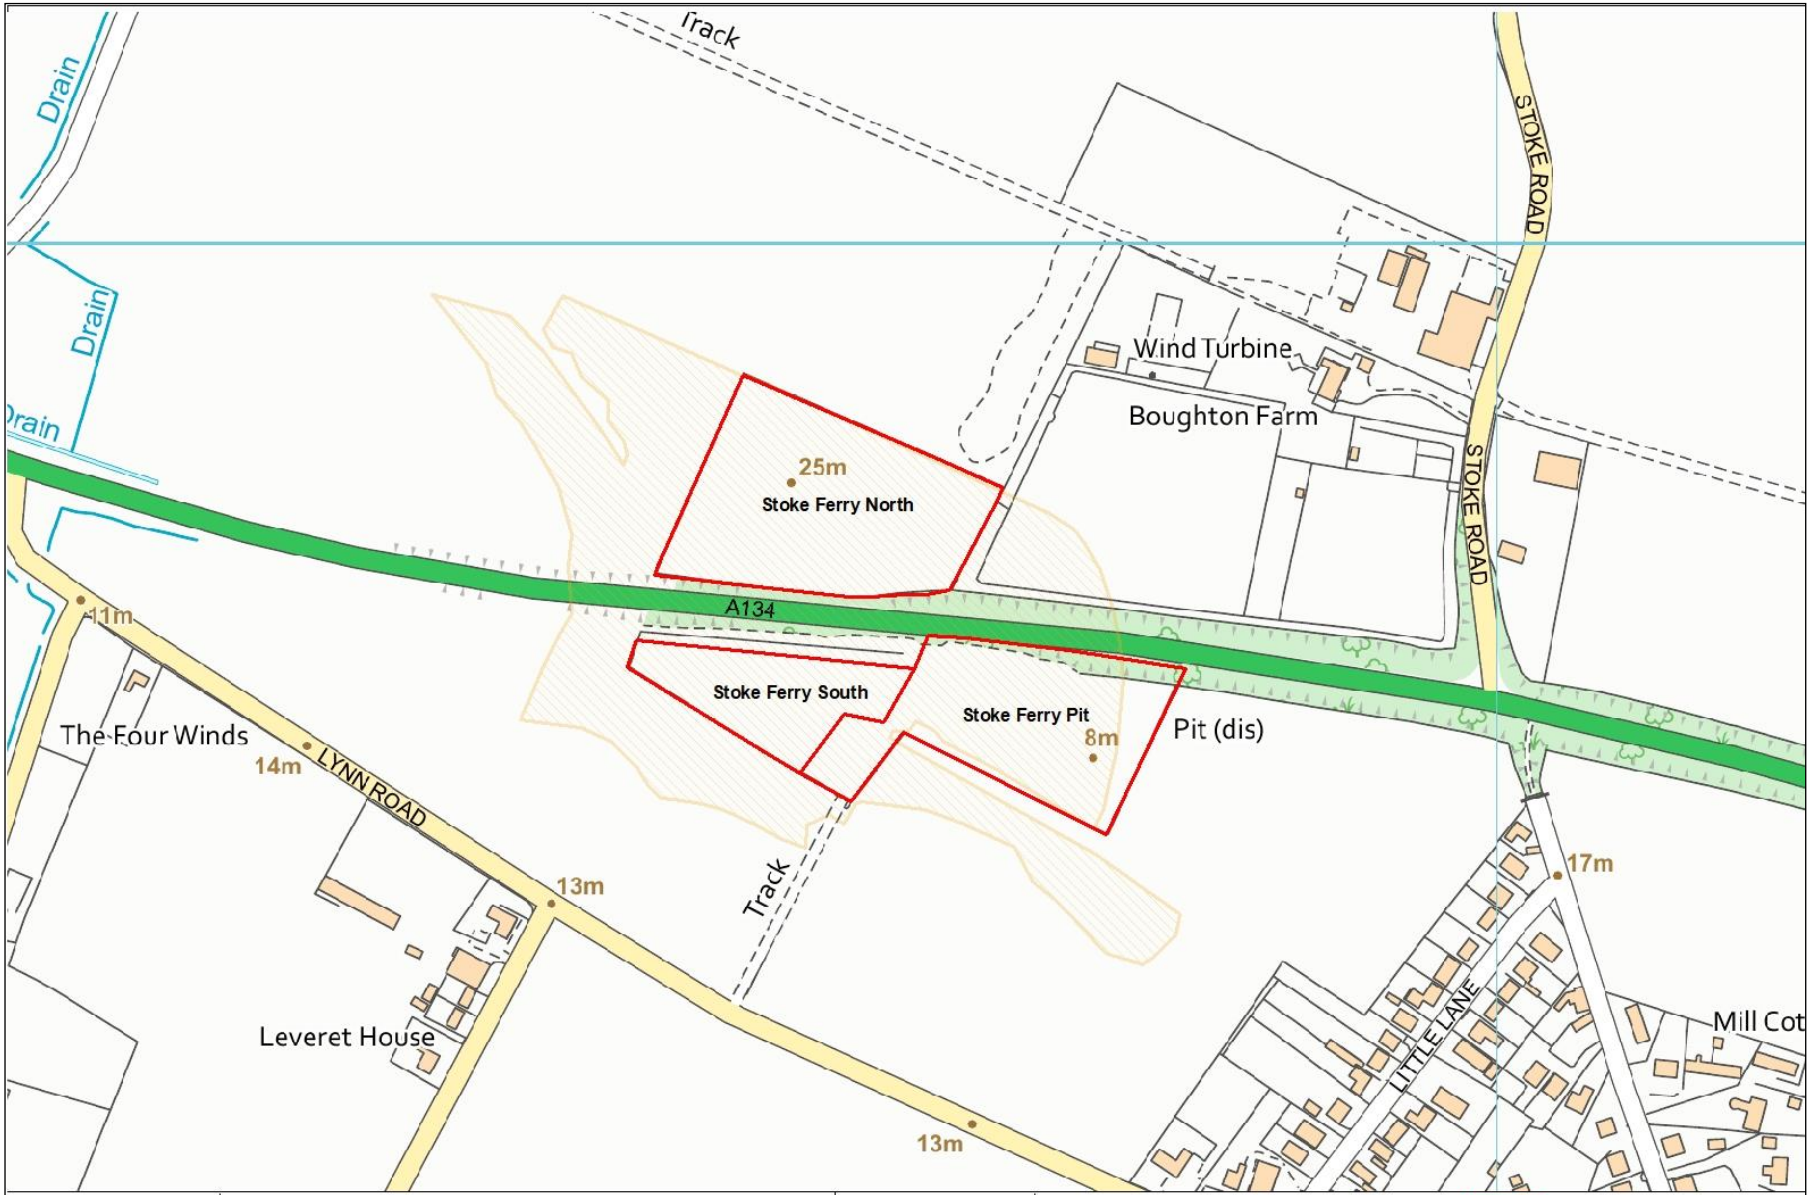 Track
Drain
STOKE ROAD
Drain
Wind Turbine
Boughton Farm
Drain
25m
Stoke Ferry North
STOKE ROAD
A134
11m
Stoke Ferry South
Stoke Ferry Pit
Pit (dis)
8m
The Four Winds
14m
LYNN ROAD
13m
17m
Track
Leveret House
LITTLE LANE
Mill Cot
13m